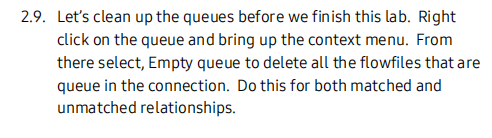 2.9. Let's clean up the queues before we finish this lab. Right
click on the queue and bring up the context menu. From
there select, Empty queue to delete all the flowfiles that are
queue in the connection. Do this for both matched and
unmatched relationships.